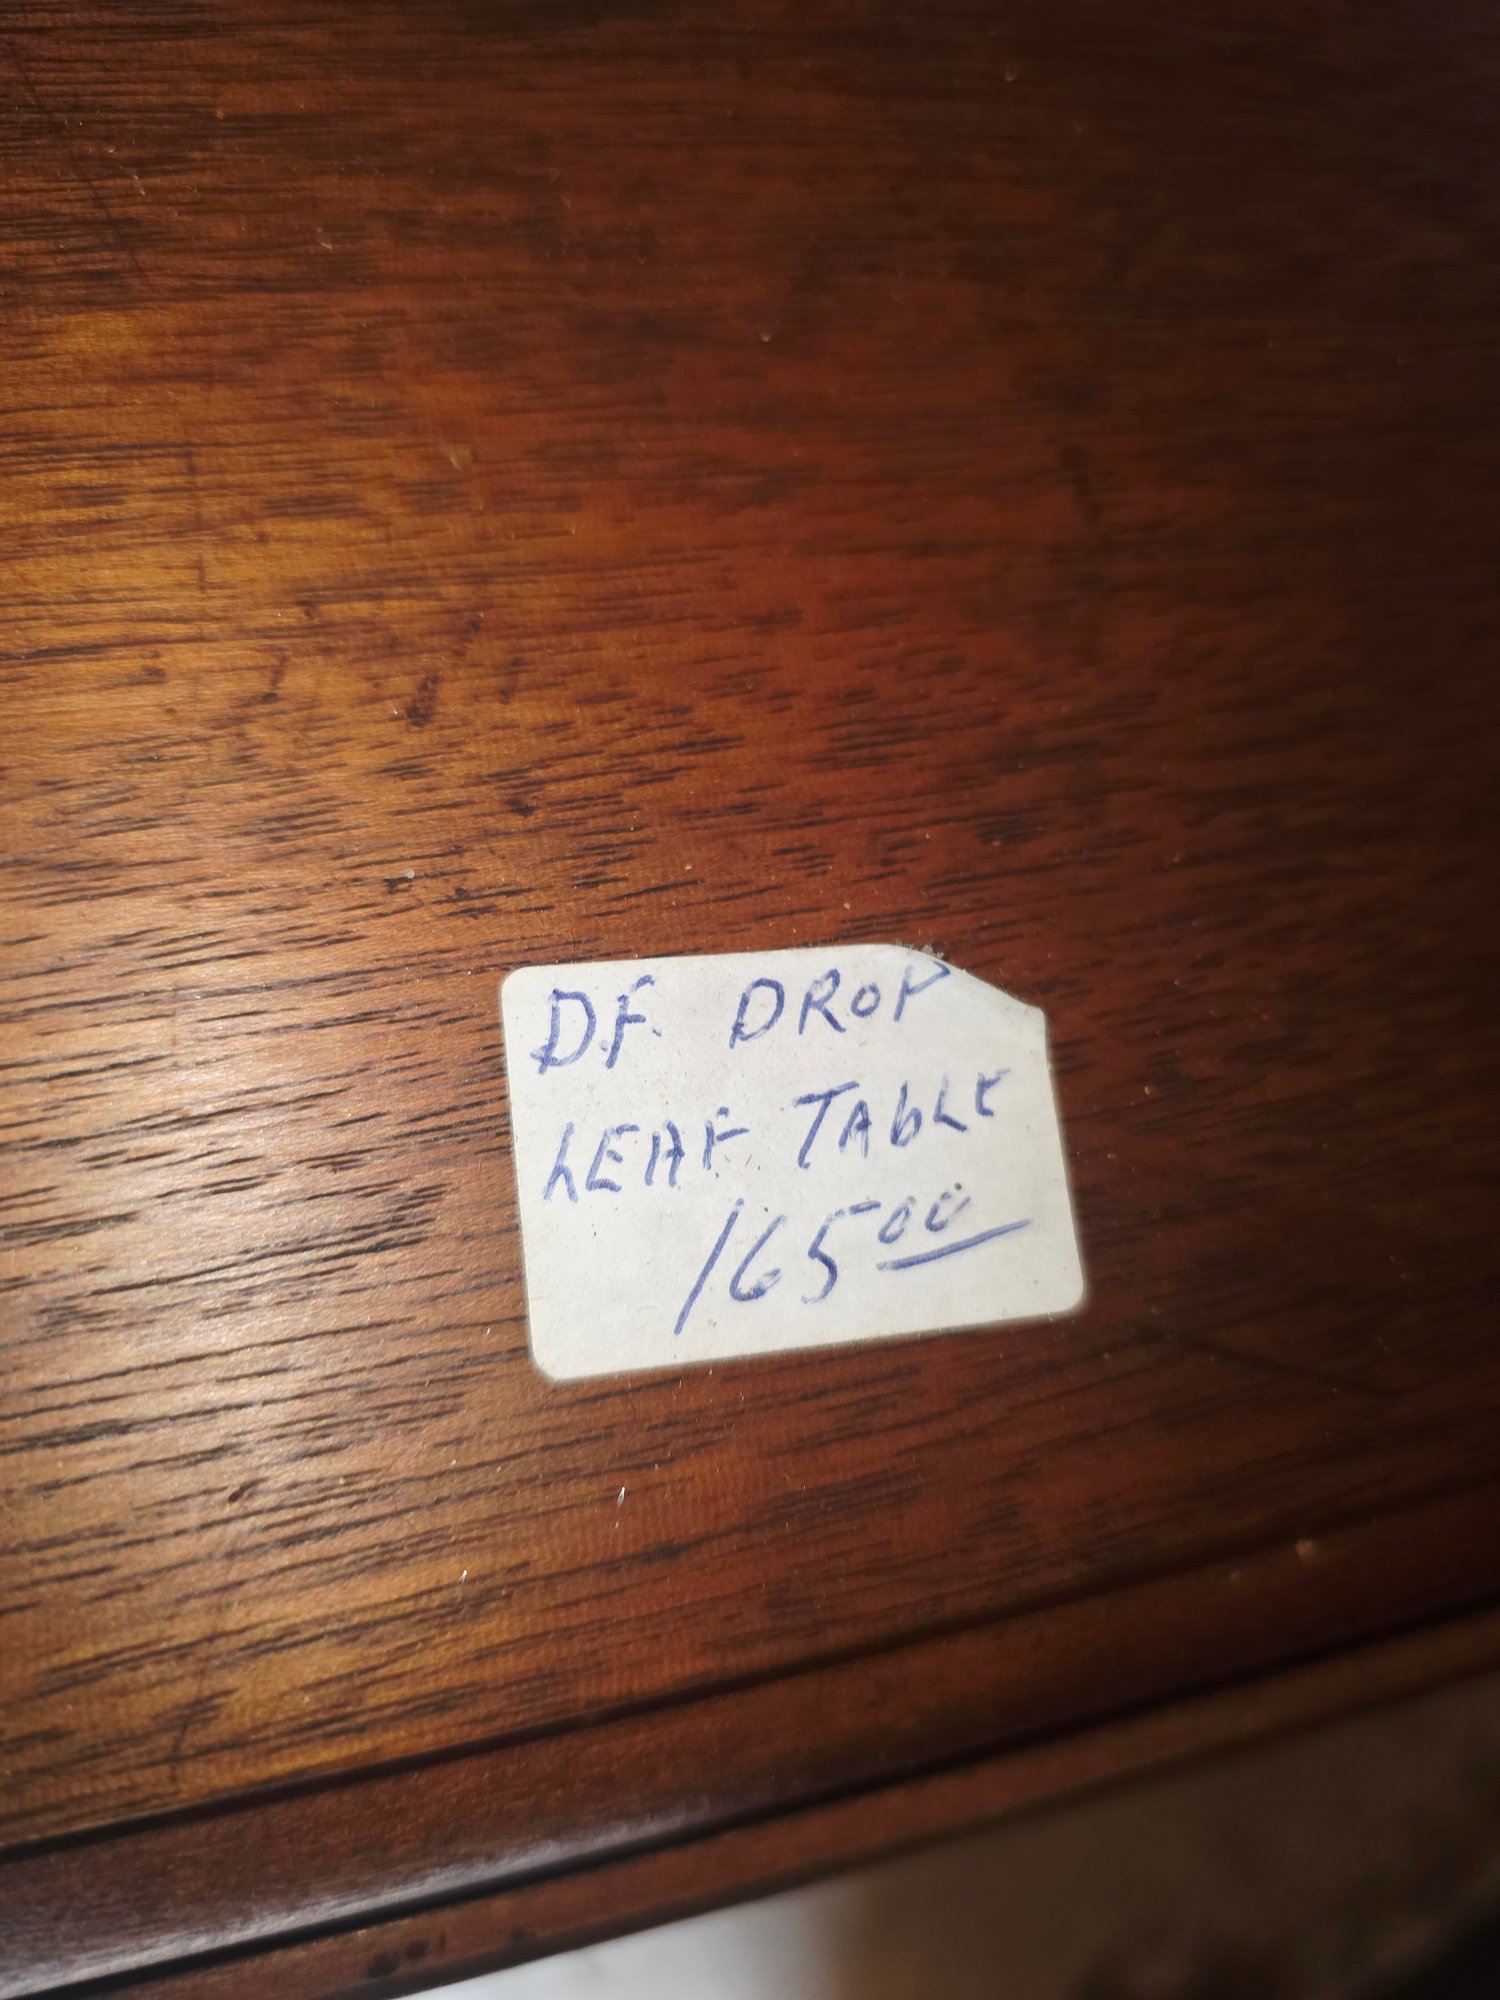 D.F. DROP
LEAF TABLE
165.00